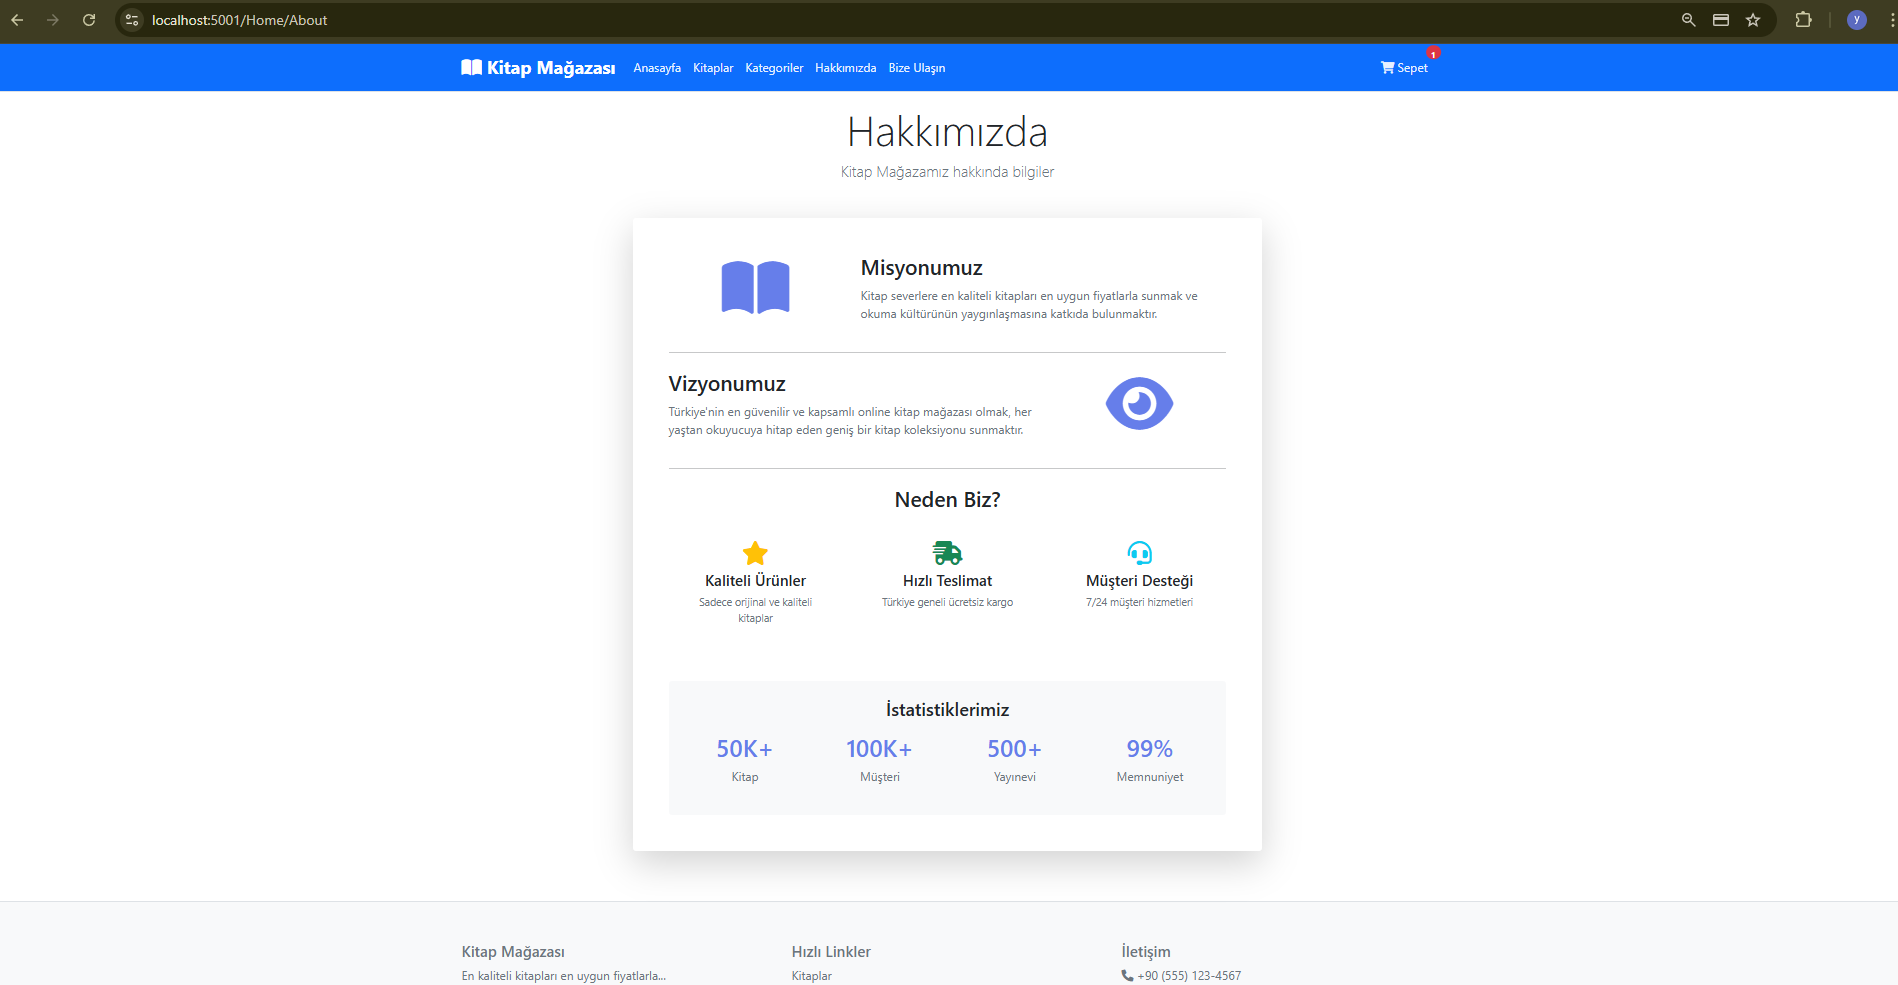 localhost:5001/Home/About
y
Kitap Mağazası Anasayfa Kitaplar Kategoriler Hakkımızda Bize Ulaşın Sepet 1
Hakkımızda
Kitap Mağazamız hakkında bilgiler
Misyonumuz
Kitap severlere en kaliteli kitapları en uygun fiyatlarla sunmak ve
okuma kültürünün yaygınlaşmasına katkıda bulunmaktır.
Vizyonumuz
Türkiye'nin en güvenilir ve kapsamlı online kitap mağazası olmak, her
yaştan okuyucuya hitap eden geniş bir kitap koleksiyonu sunmaktır.
Neden Biz?
Kaliteli Ürünler
Sadece orijinal ve kaliteli
kitaplar
Hızlı Teslimat
Türkiye geneli ücretsiz kargo
Müşteri Desteği
7/24 müşteri hizmetleri
İstatistiklerimiz
50K+
Kitap
100K+
Müşteri
500+
Yayınevi
99%
Memnuniyet
Kitap Mağazası
En kaliteli kitapları en uygun fiyatlarla...
Hızlı Linkler
Kitaplar
İletişim
+90 (555) 123-4567